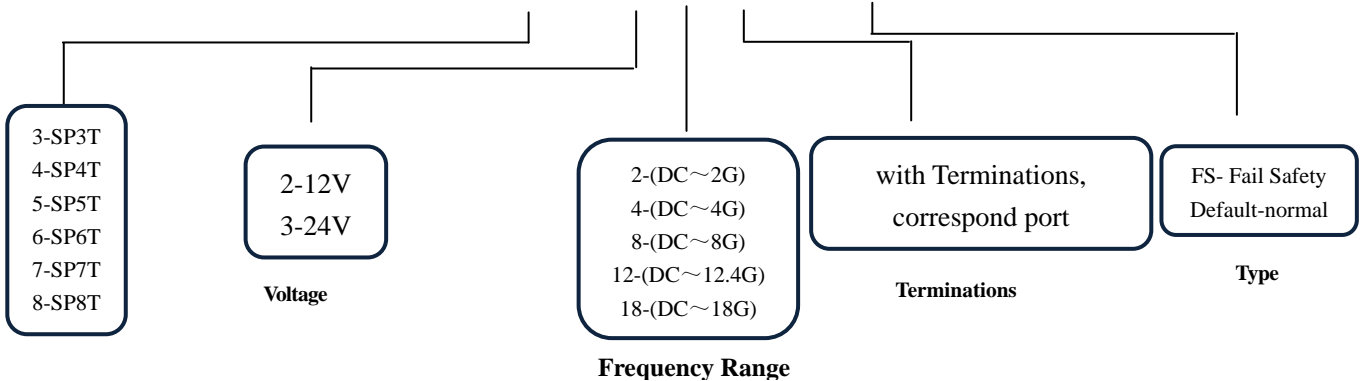 3-SP3T
4-SP4T
5-SP5T
6-SP6T
7-SP7T
8-SP8T
2-12V
3-24V
Voltage
2-(DC～2G)
4-(DC～4G)
8-(DC～8G)
12-(DC～12.4G)
18-(DC～18G)
Frequency Range
with Terminations,
correspond port
Terminations
FS- Fail Safety
Default-normal
Type